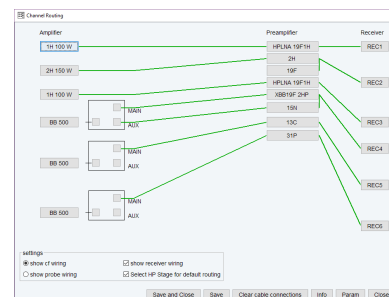 Channel Routing
Amplifier Preamplifier Receiver
1H 100 W HPLNA 19F1H REC1
2H
2H 150 W 19F
HPLNA 19F1H REC2
1H 100 W XBB19F 2HP
MAIN 15N
BB 500 AUX 13C REC3
31P
MAIN REC4
BB 500 AUX
REC5
MAIN
BB 500 AUX REC6
settings
show cf wiring show receiver wiring
show probe wiring Select HP Stage for default routing
Save and Close Save Clear cable connections Info Param Close